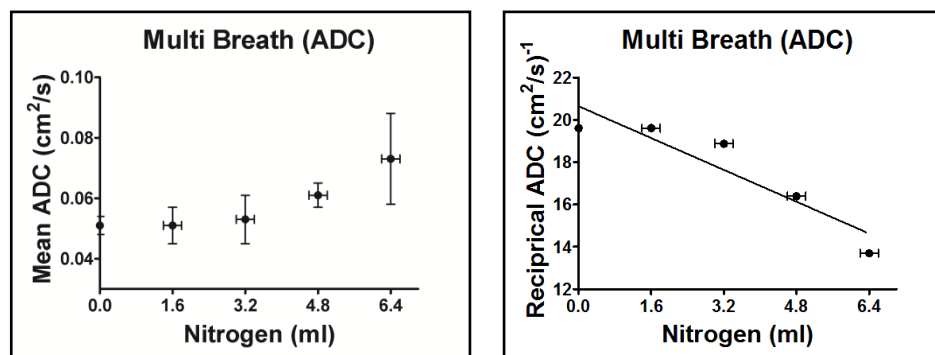 Multi Breath (ADC)
Mean ADC (cm²/s)
0.10
0.08
0.06
0.04
0.0 1.6 3.2 4.8 6.4
Nitrogen (ml)
Multi Breath (ADC)
Reciprical ADC (cm²/s)⁻¹
22
20
18
16
14
12
0.0 1.6 3.2 4.8 6.4
Nitrogen (ml)